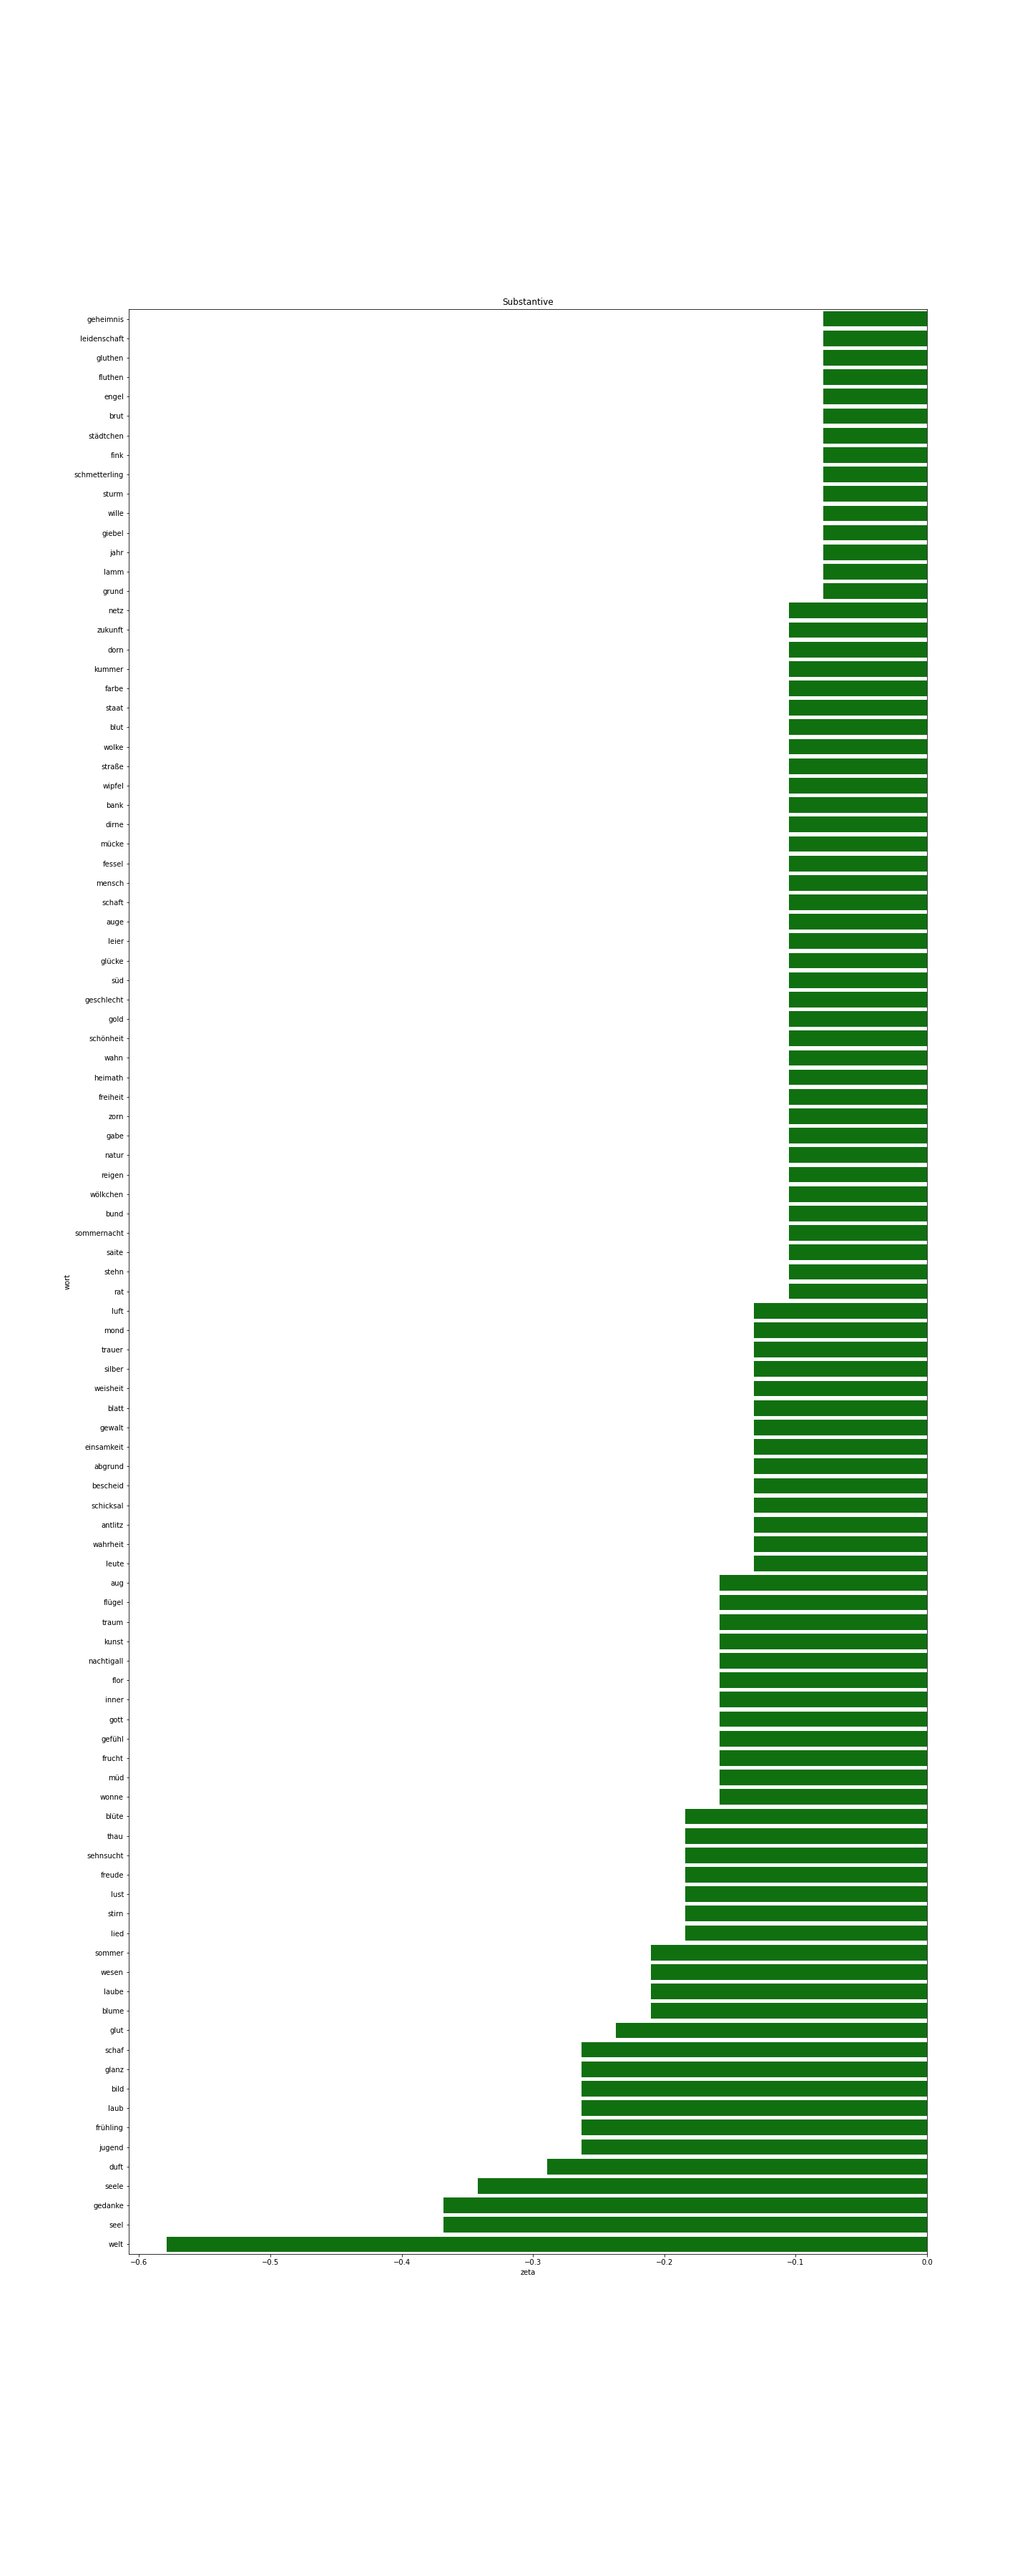 Substantive
geheimnis
leidenschaft
gluthen
fluthen
engel
brut
städtchen
fink
schmetterling
sturm
wille
giebel
jahr
lamm
grund
netz
zukunft
dorn
kummer
farbe
staat
blut
wolke
straße
wipfel
bank
dirne
mücke
fessel
mensch
schaft
auge
leier
glücke
süd
geschlecht
gold
schönheit
wahn
heimath
freiheit
zorn
gabe
natur
reigen
wölkchen
bund
sommernacht
saite
stehn
wort
rat
luft
mond
trauer
silber
weisheit
blatt
gewalt
einsamkeit
abgrund
bescheid
schicksal
antlitz
wahrheit
leute
aug
flügel
traum
kunst
nachtigall
flor
inner
gott
gefühl
frucht
müd
wonne
blüte
thau
sehnsucht
freude
lust
stirn
lied
sommer
wesen
laube
blume
glut
schaf
glanz
bild
laub
frühling
jugend
duft
seele
gedanke
seel
welt
−0.6 −0.5 −0.4 −0.3 −0.2 −0.1 0.0
zeta